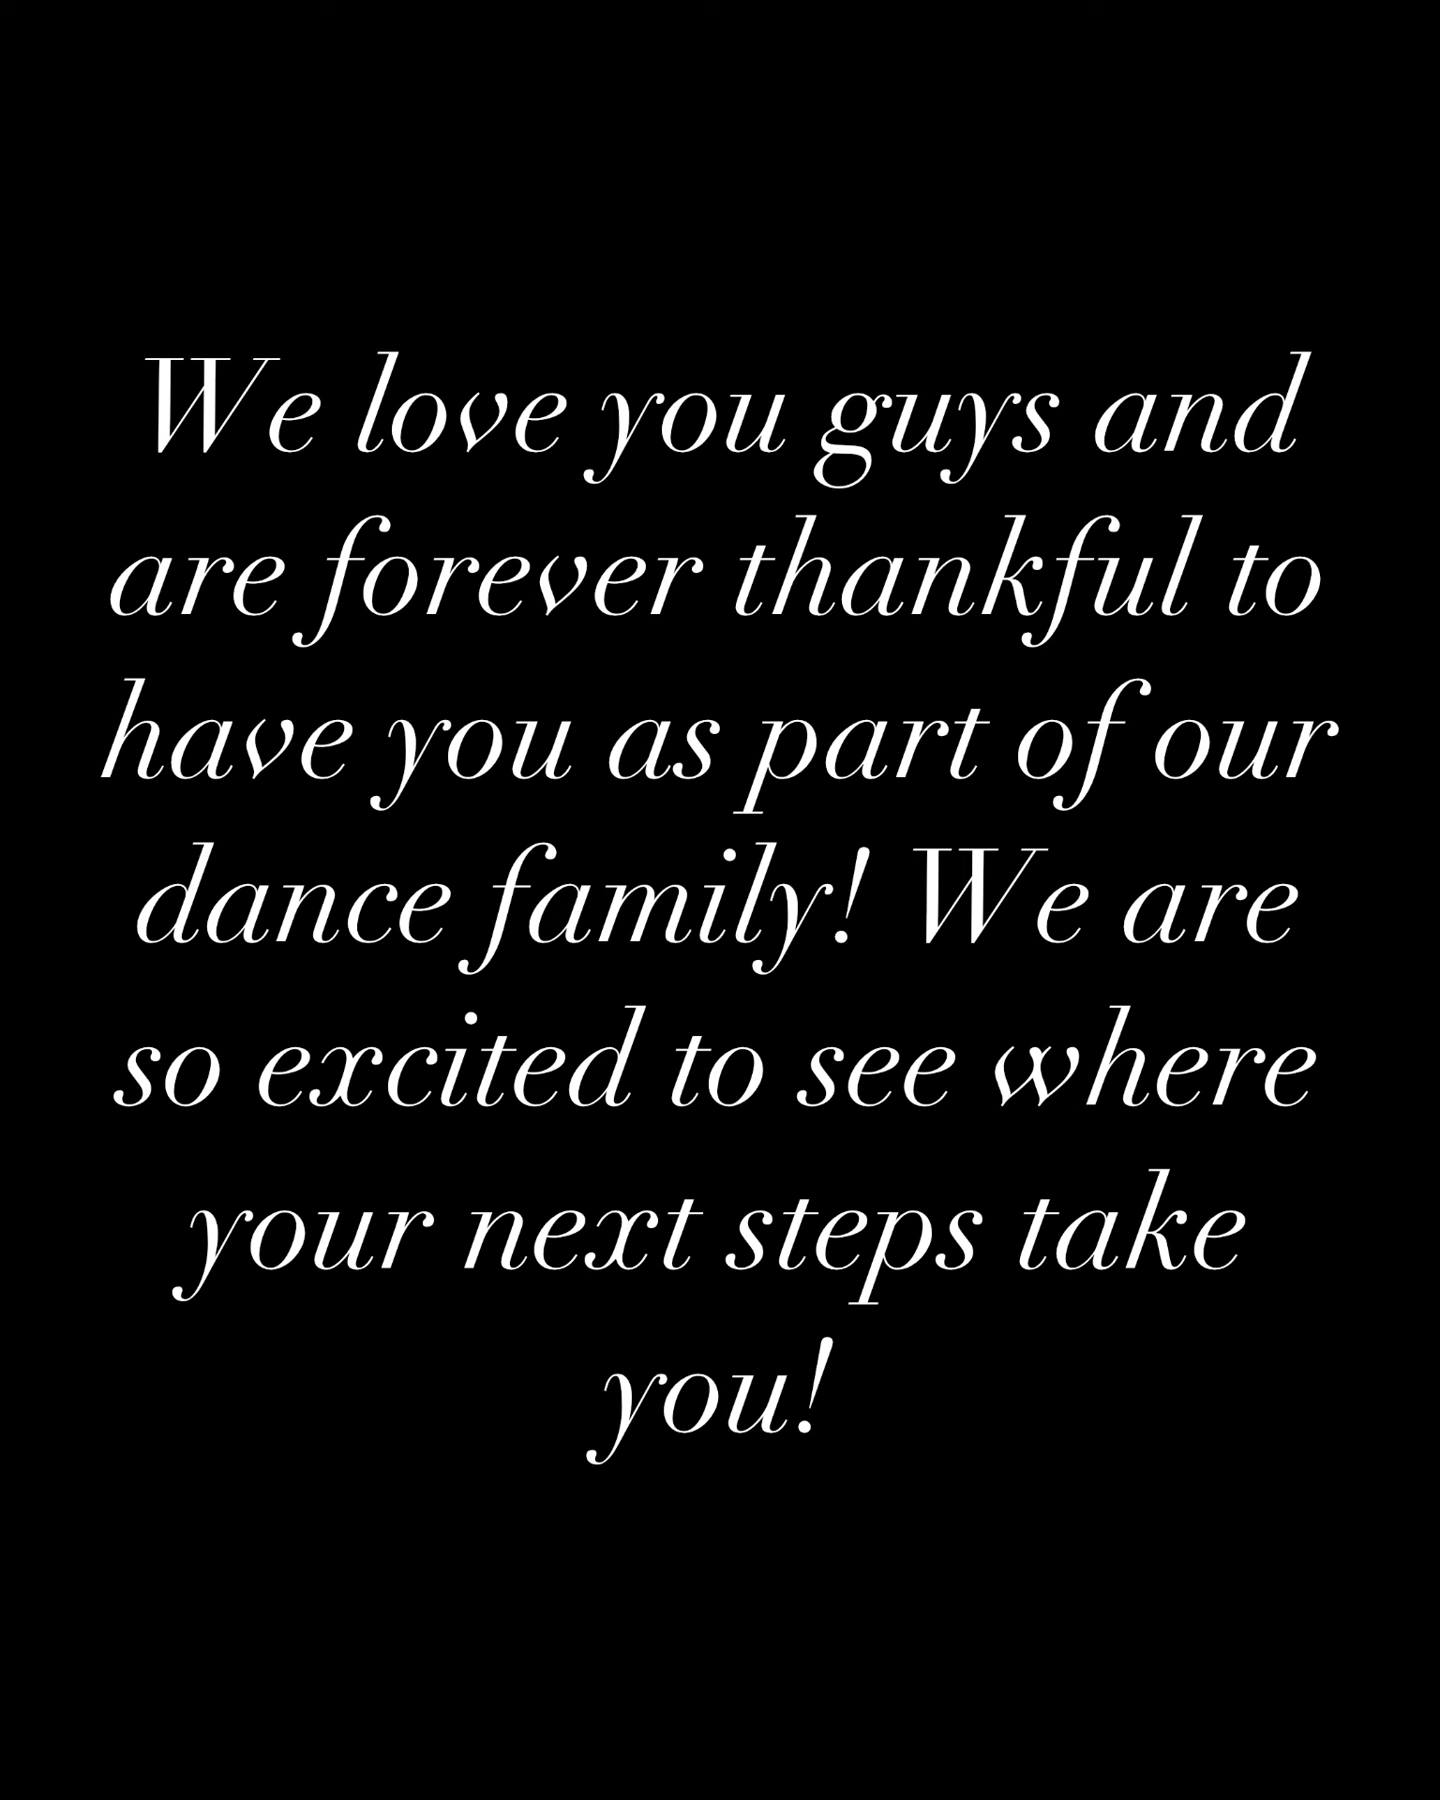 We love you guys and
are forever thankful to
have you as part of our
dance family! We are
so excited to see where
your next steps take
you!